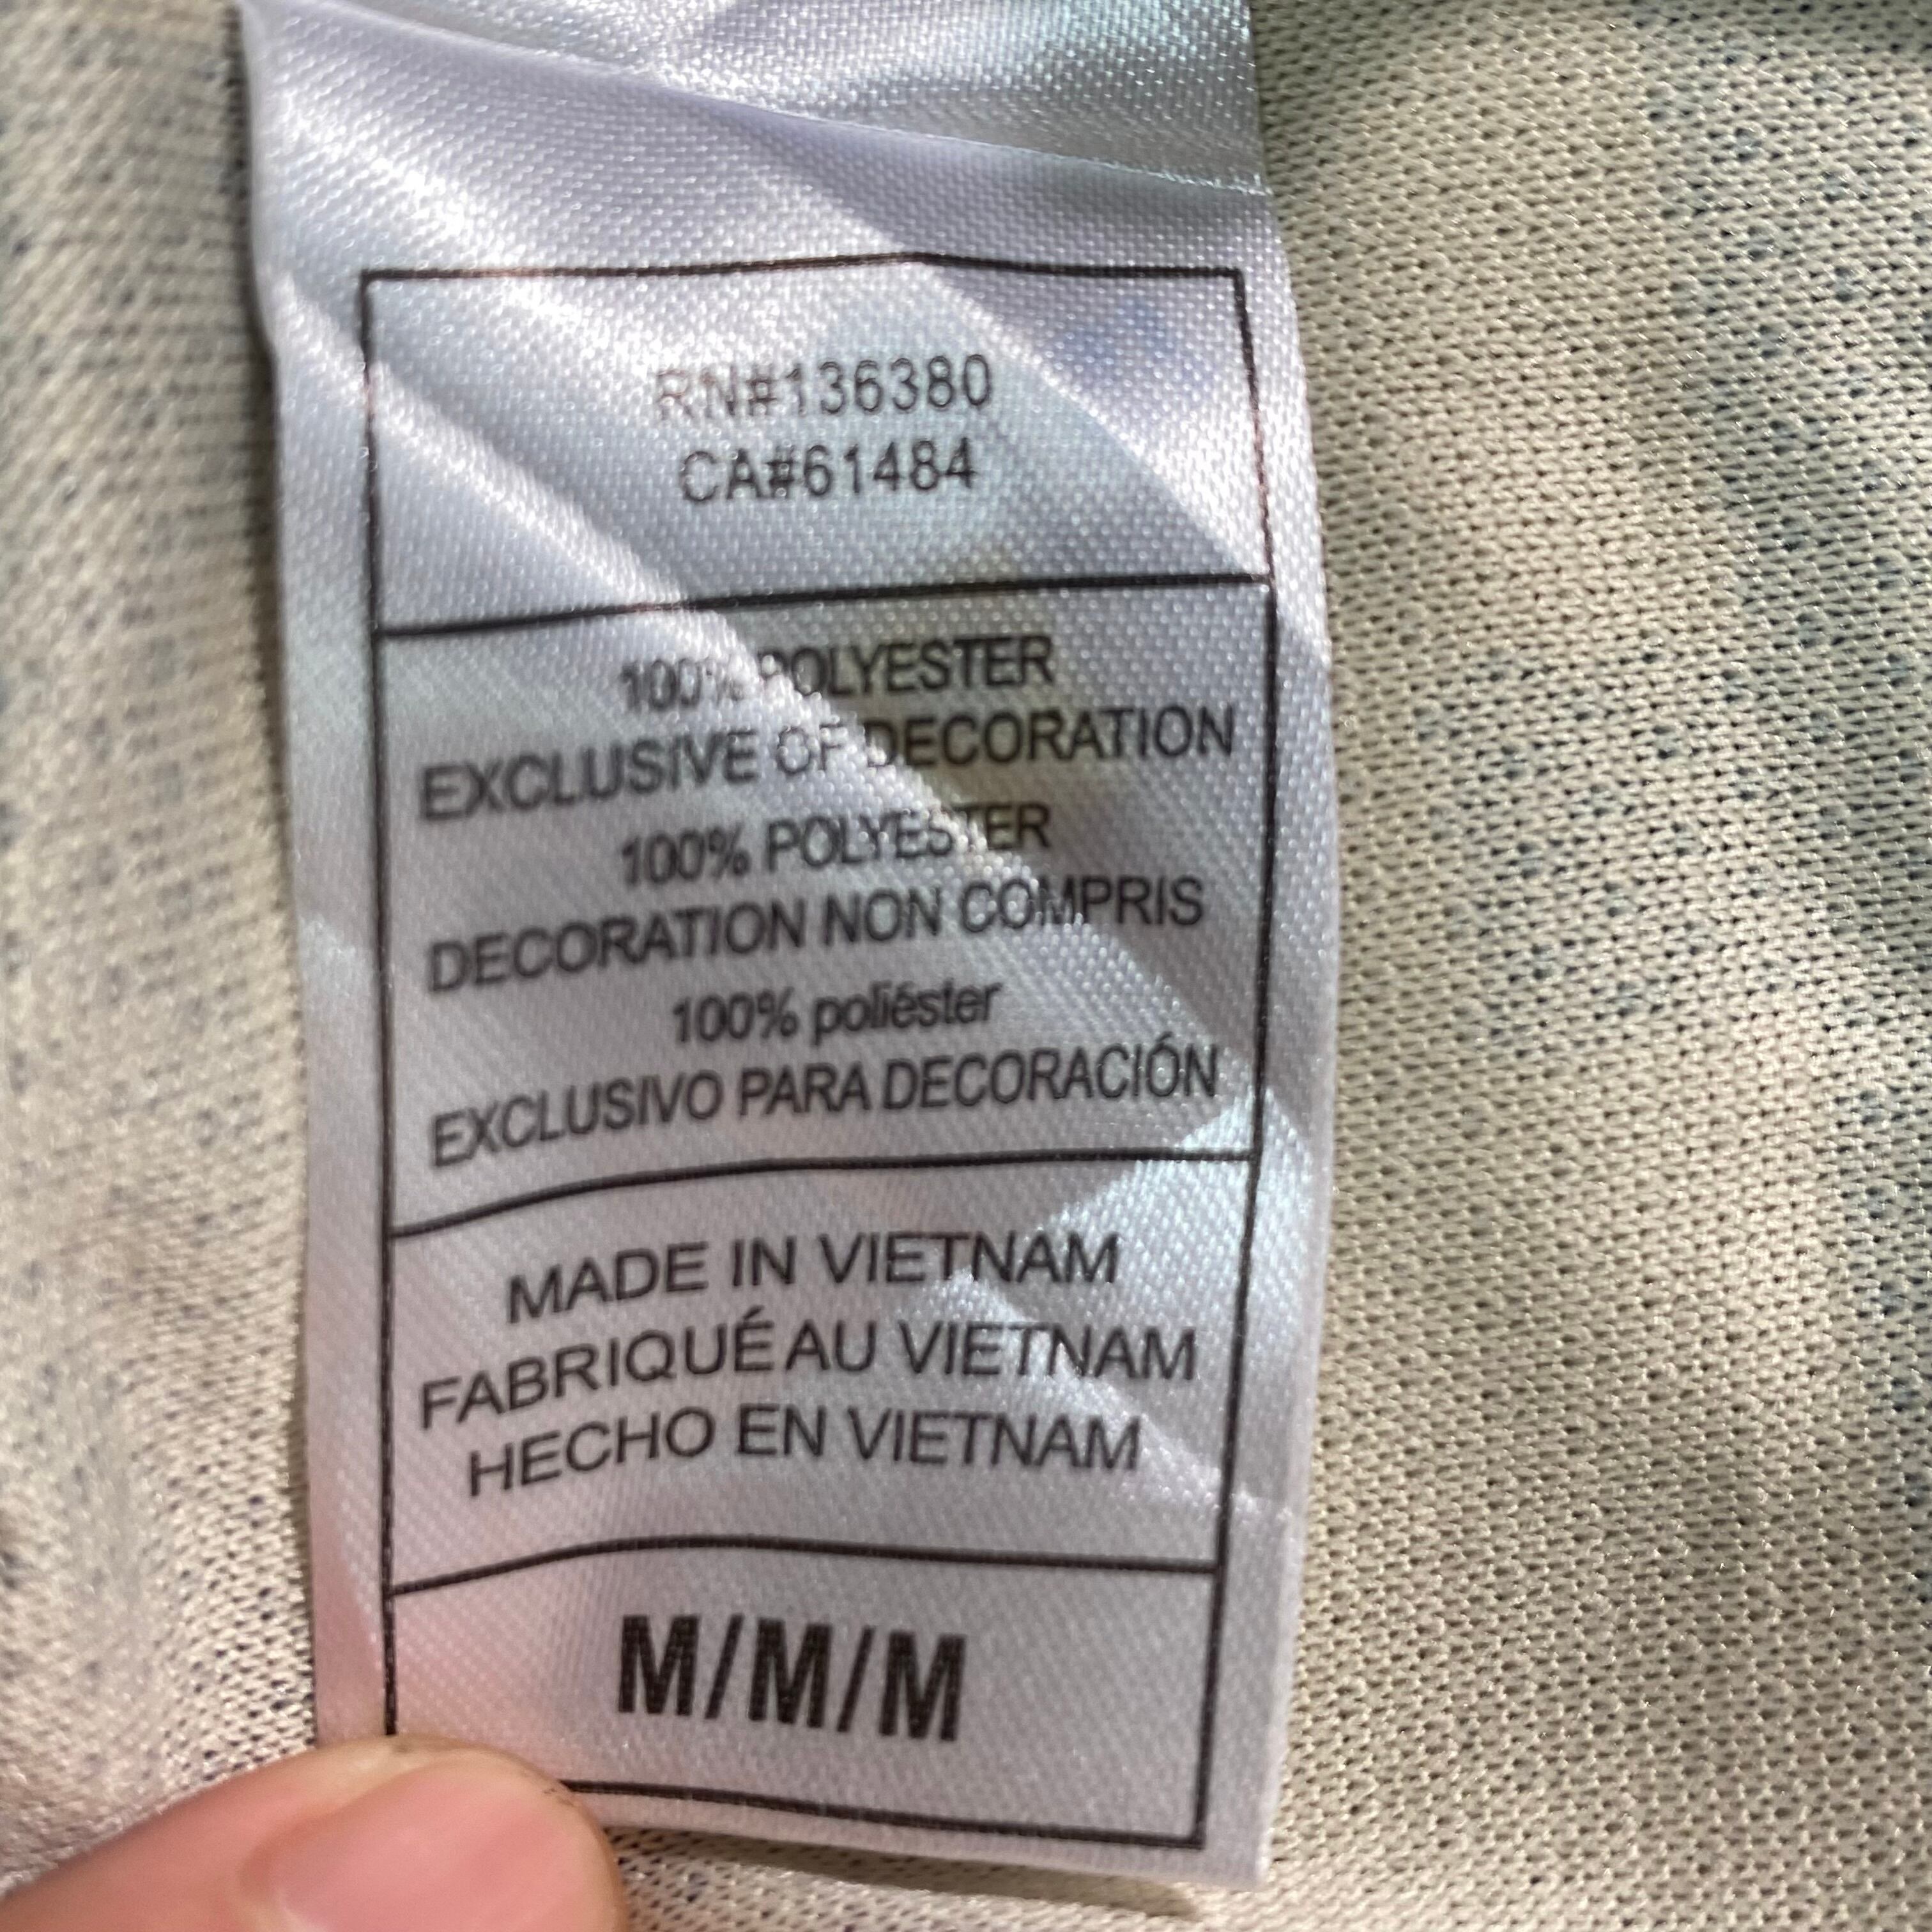 RN#136380
CA#61484
100% POLYESTER
EXCLUSIVE OF DECORATION
100% POLYESTER
DECORATION NON COMPRIS
100% poliéster
EXCLUSIVO PARA DECORACIÓN
MADE IN VIETNAM
FABRIQUÉ AU VIETNAM
HECHO EN VIETNAM
M/M/M